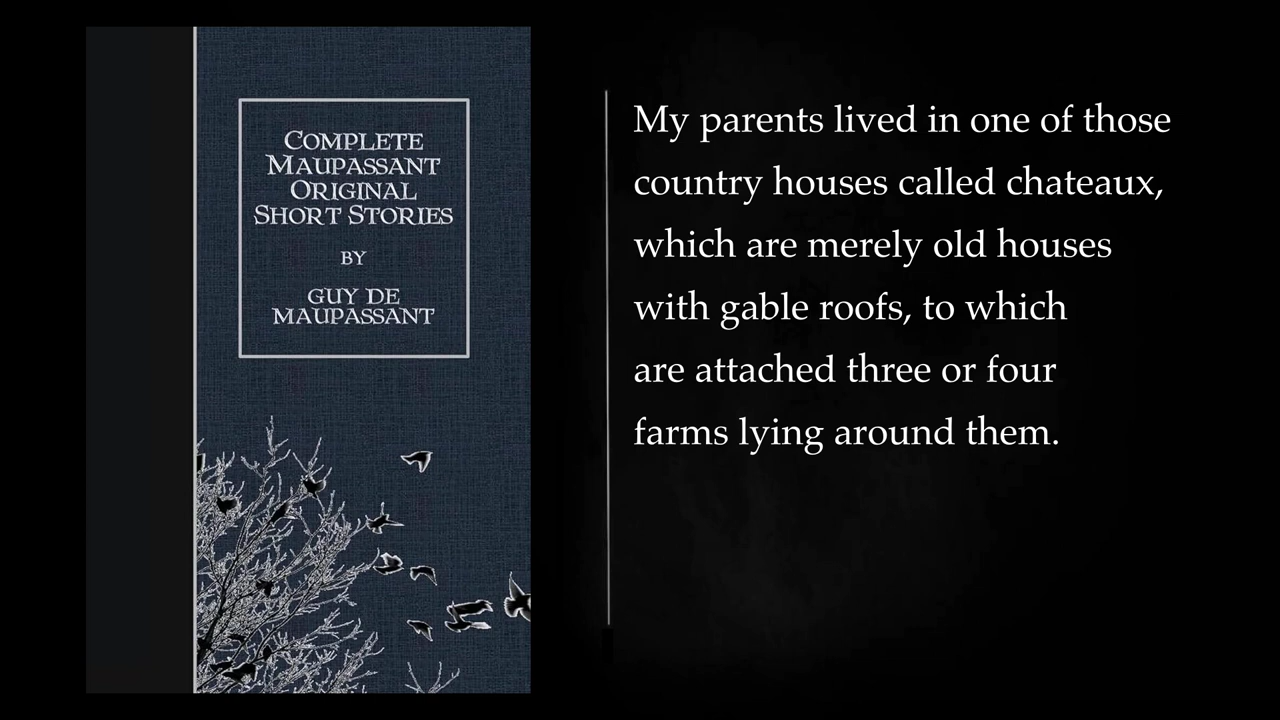 COMPLETE
MAUPASSANT
ORIGINAL
SHORT STORIES
BY
GUY DE
MAUPASSANT
My parents lived in one of those
country houses called chateaux,
which are merely old houses
with gable roofs, to which
are attached three or four
farms lying around them.